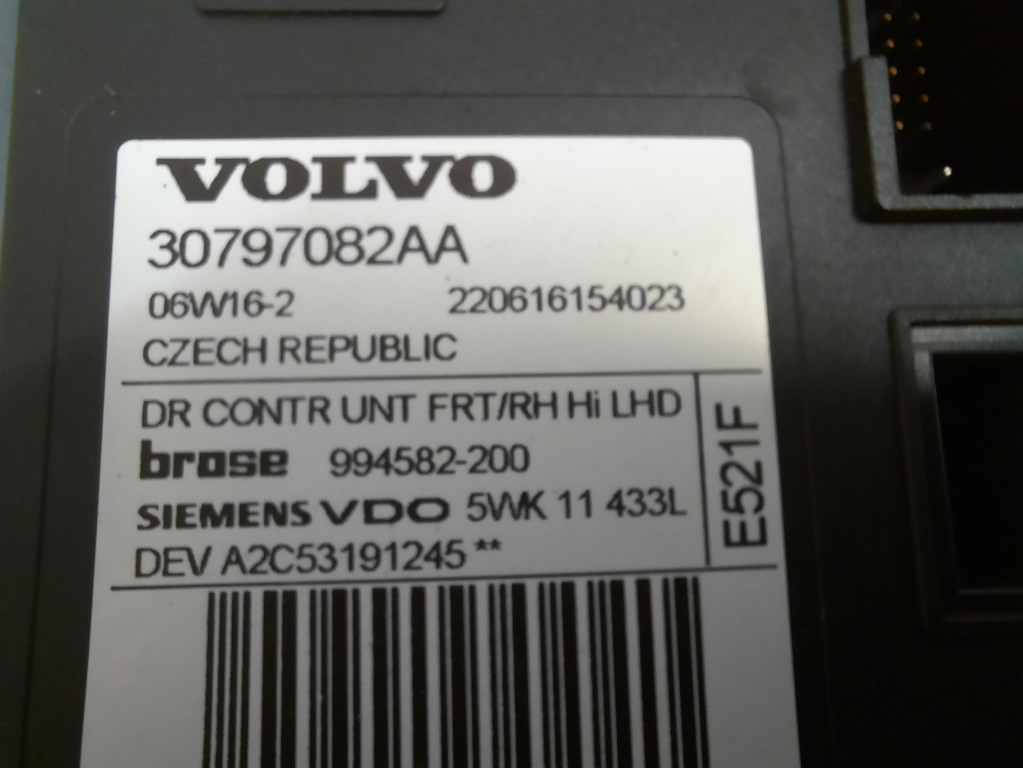 VOLVO
30797082AA
06W16-2 220616154023
CZECH REPUBLIC
DR CONTR UNT FRT/RH Hi LHD
brose 994582-200
SIEMENS VDO 5WK 11 433L
DEV A2C53191245 **
E521F